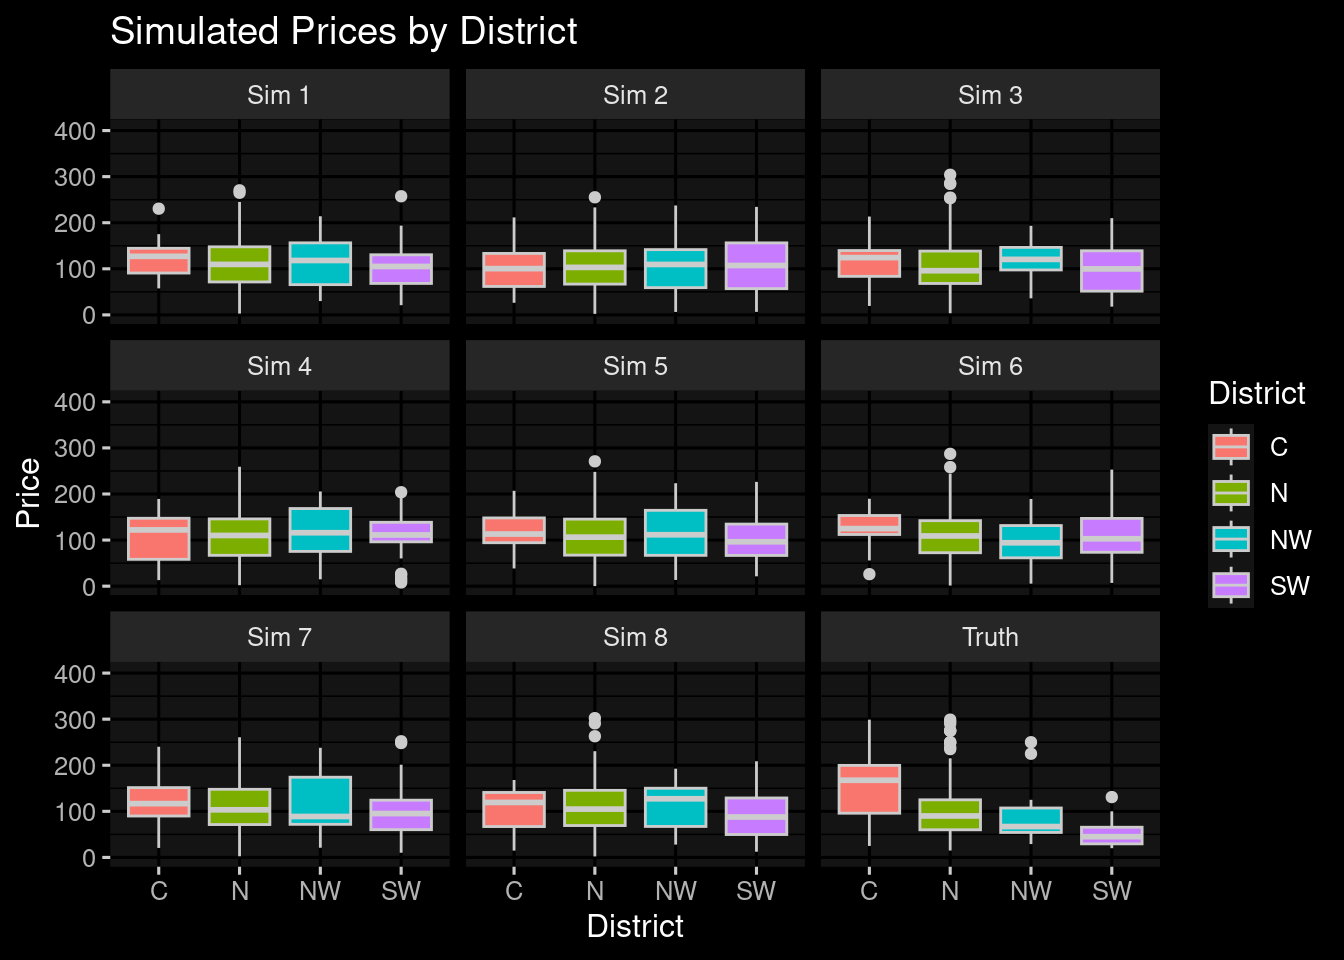 Simulated Prices by District
Sim 1 Sim 2 Sim 3
400
300
200
100
0
Sim 4 Sim 5 Sim 6
400
300
200
100
0
Sim 7 Sim 8 Truth
400
300
200
100
0
C N NW SW C N NW SW C N NW SW
District
Price
District
C
N
NW
SW